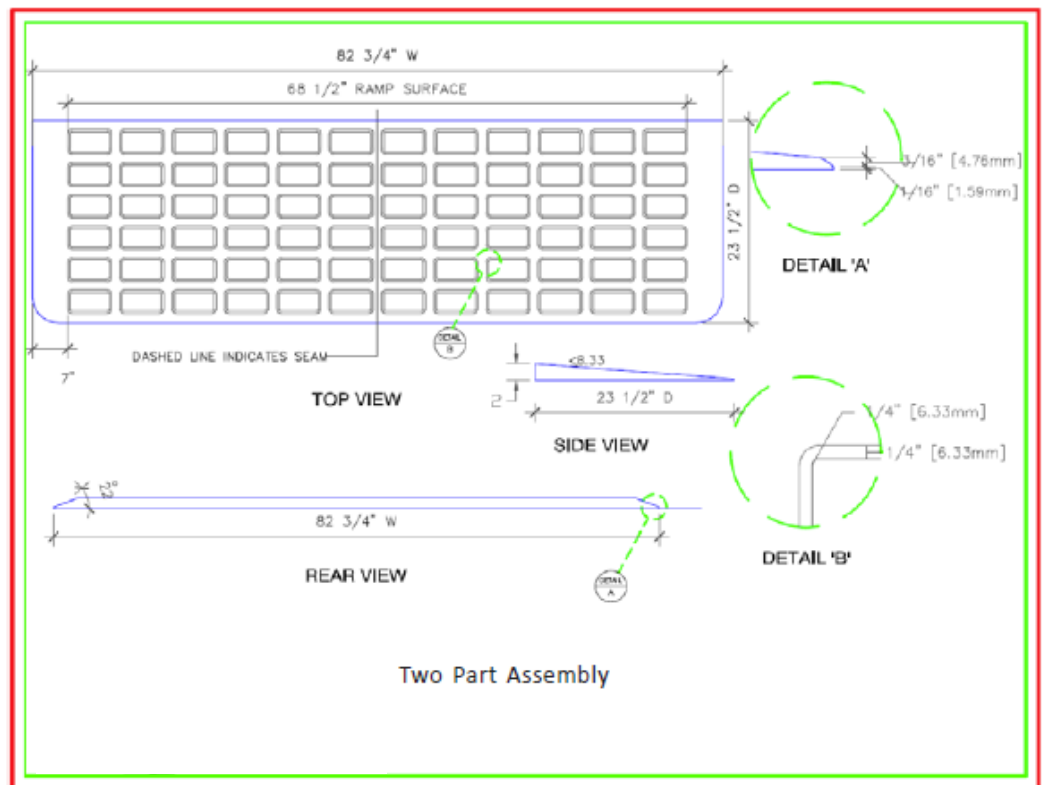 82 3/4" W
68 1/2" RAMP SURFACE
23 1/2" D
3/16" [4.76mm]
1/16" [1.59mm]
DETAIL 'A'
DETAIL
B
DASHED LINE INDICATES SEAM
7"
TOP VIEW
<8.33
2
23 1/2" D
SIDE VIEW
1/4" [6.33mm]
1/4" [6.33mm]
DETAIL 'B'
22°
82 3/4" W
REAR VIEW
DETAIL
A
Two Part Assembly